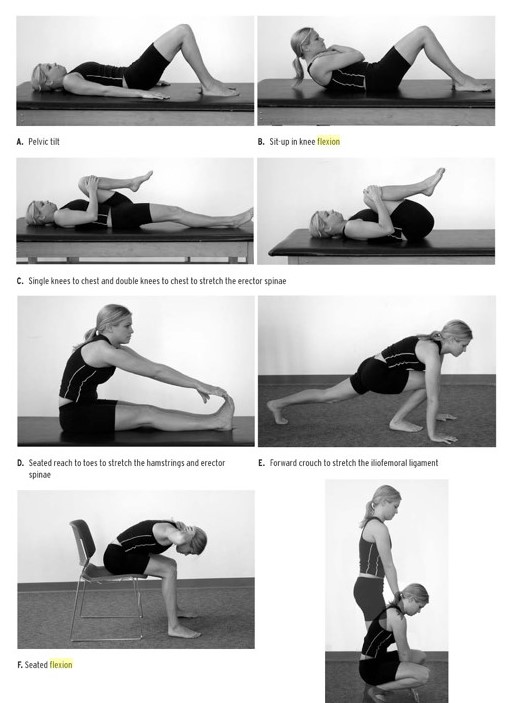 A. Pelvic tilt
B. Sit-up in knee flexion
C. Single knees to chest and double knees to chest to stretch the erector spinae
D. Seated reach to toes to stretch the hamstrings and erector
spinae
E. Forward crouch to stretch the iliofemoral ligament
F. Seated flexion